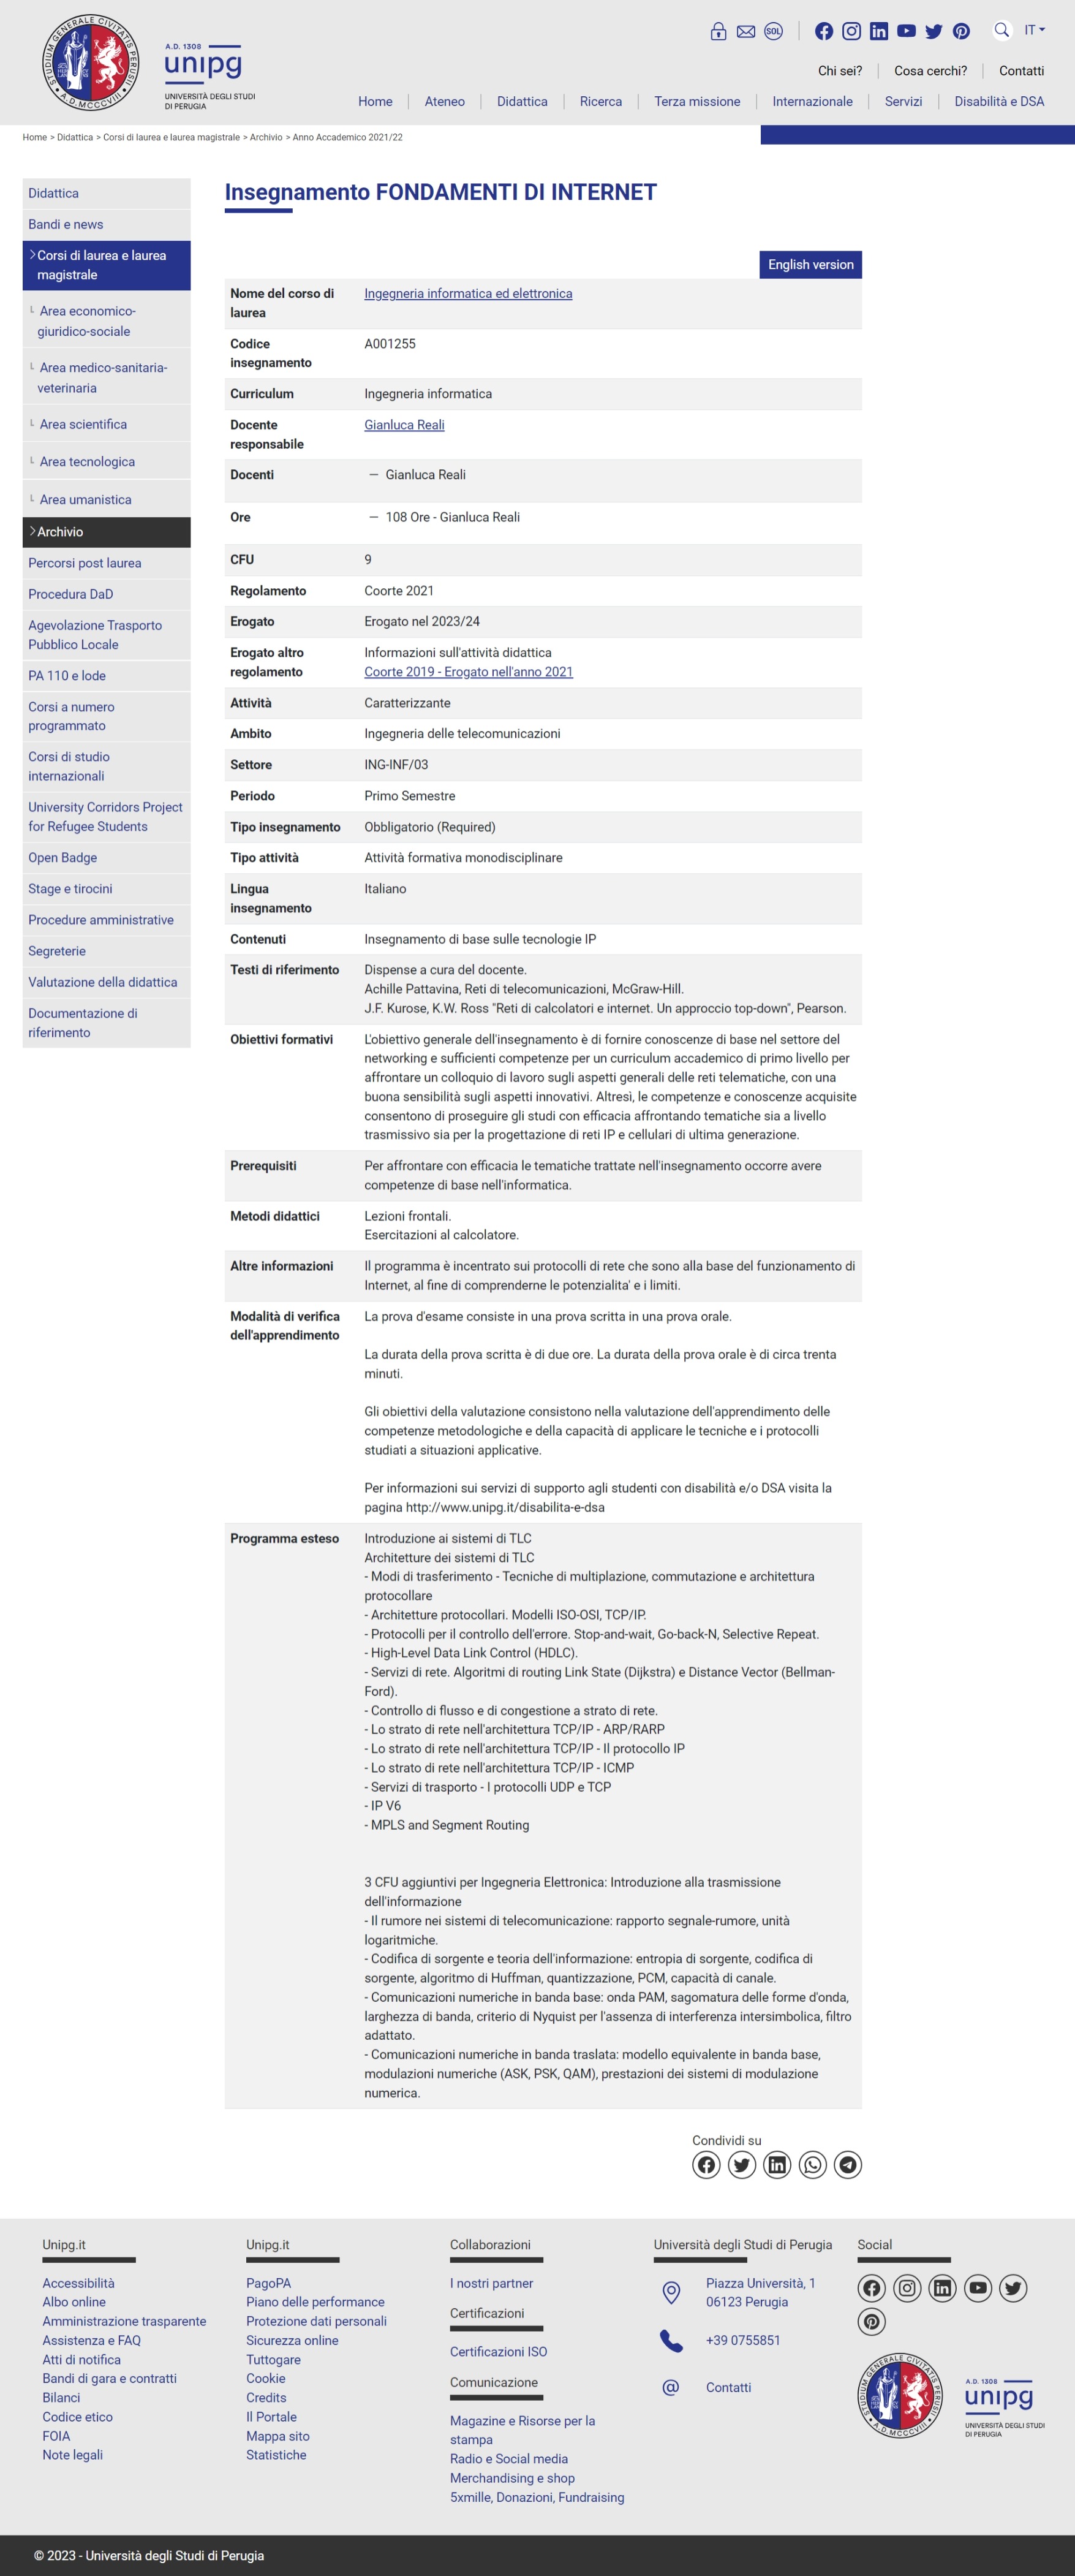 STUDIUM GENERALE CIVITATIS PERUSII
A.D. MCCCVIII
A.D. 1308
unipg
UNIVERSITÀ DEGLI STUDI
DI PERUGIA
SOL
IT
Chi sei?
Cosa cerchi?
Contatti
Home
Ateneo
Didattica
Ricerca
Terza missione
Internazionale
Servizi
Disabilità e DSA
Home > Didattica > Corsi di laurea e laurea magistrale > Archivio > Anno Accademico 2021/22
Didattica
Bandi e news
Corsi di laurea e laurea
magistrale
Area economico-
giuridico-sociale
Area medico-sanitaria-
veterinaria
Area scientifica
Area tecnologica
Area umanistica
Archivio
Percorsi post laurea
Procedura DaD
Agevolazione Trasporto
Pubblico Locale
PA 110 e lode
Corsi a numero
programmato
Corsi di studio
internazionali
University Corridors Project
for Refugee Students
Open Badge
Stage e tirocini
Procedure amministrative
Segreterie
Valutazione della didattica
Documentazione di
riferimento
Insegnamento FONDAMENTI DI INTERNET
English version
Nome del corso di
laurea
Ingegneria informatica ed elettronica
Codice
insegnamento
A001255
Curriculum
Ingegneria informatica
Docente
responsabile
Gianluca Reali
Docenti
— Gianluca Reali
Ore
— 108 Ore - Gianluca Reali
CFU
9
Regolamento
Coorte 2021
Erogato
Erogato nel 2023/24
Erogato altro
regolamento
Informazioni sull'attività didattica
Coorte 2019 - Erogato nell'anno 2021
Attività
Caratterizzante
Ambito
Ingegneria delle telecomunicazioni
Settore
ING-INF/03
Periodo
Primo Semestre
Tipo insegnamento
Obbligatorio (Required)
Tipo attività
Attività formativa monodisciplinare
Lingua
insegnamento
Italiano
Contenuti
Insegnamento di base sulle tecnologie IP
Testi di riferimento
Dispense a cura del docente.
Achille Pattavina, Reti di telecomunicazioni, McGraw-Hill.
J.F. Kurose, K.W. Ross "Reti di calcolatori e internet. Un approccio top-down", Pearson.
Obiettivi formativi
L'obiettivo generale dell'insegnamento è di fornire conoscenze di base nel settore del
networking e sufficienti competenze per un curriculum accademico di primo livello per
affrontare un colloquio di lavoro sugli aspetti generali delle reti telematiche, con una
buona sensibilità sugli aspetti innovativi. Altresì, le competenze e conoscenze acquisite
consentono di proseguire gli studi con efficacia affrontando tematiche sia a livello
trasmissivo sia per la progettazione di reti IP e cellulari di ultima generazione.
Prerequisiti
Per affrontare con efficacia le tematiche trattate nell'insegnamento occorre avere
competenze di base nell'informatica.
Metodi didattici
Lezioni frontali.
Esercitazioni al calcolatore.
Altre informazioni
Il programma è incentrato sui protocolli di rete che sono alla base del funzionamento di
Internet, al fine di comprenderne le potenzialita' e i limiti.
Modalità di verifica
dell'apprendimento
La prova d'esame consiste in una prova scritta in una prova orale.
La durata della prova scritta è di due ore. La durata della prova orale è di circa trenta
minuti.
Gli obiettivi della valutazione consistono nella valutazione dell'apprendimento delle
competenze metodologiche e della capacità di applicare le tecniche e i protocolli
studiati a situazioni applicative.
Per informazioni sui servizi di supporto agli studenti con disabilità e/o DSA visita la
pagina http://www.unipg.it/disabilita-e-dsa
Programma esteso
Introduzione ai sistemi di TLC
Architetture dei sistemi di TLC
- Modi di trasferimento - Tecniche di multiplazione, commutazione e architettura
protocollare
- Architetture protocollari. Modelli ISO-OSI, TCP/IP.
- Protocolli per il controllo dell'errore. Stop-and-wait, Go-back-N, Selective Repeat.
- High-Level Data Link Control (HDLC).
- Servizi di rete. Algoritmi di routing Link State (Dijkstra) e Distance Vector (Bellman-
Ford).
- Controllo di flusso e di congestione a strato di rete.
- Lo strato di rete nell'architettura TCP/IP - ARP/RARP
- Lo strato di rete nell'architettura TCP/IP - Il protocollo IP
- Lo strato di rete nell'architettura TCP/IP - ICMP
- Servizi di trasporto - I protocolli UDP e TCP
- IP V6
- MPLS and Segment Routing
3 CFU aggiuntivi per Ingegneria Elettronica: Introduzione alla trasmissione
dell'informazione
- Il rumore nei sistemi di telecomunicazione: rapporto segnale-rumore, unità
logaritmiche.
- Codifica di sorgente e teoria dell'informazione: entropia di sorgente, codifica di
sorgente, algoritmo di Huffman, quantizzazione, PCM, capacità di canale.
- Comunicazioni numeriche in banda base: onda PAM, sagomatura delle forme d'onda,
larghezza di banda, criterio di Nyquist per l'assenza di interferenza intersimbolica, filtro
adattato.
- Comunicazioni numeriche in banda traslata: modello equivalente in banda base,
modulazioni numeriche (ASK, PSK, QAM), prestazioni dei sistemi di modulazione
numerica.
Condividi su
Unipg.it
Accessibilità
Albo online
Amministrazione trasparente
Assistenza e FAQ
Atti di notifica
Bandi di gara e contratti
Bilanci
Codice etico
FOIA
Note legali
Unipg.it
PagoPA
Piano delle performance
Protezione dati personali
Sicurezza online
Tuttogare
Cookie
Credits
Il Portale
Mappa sito
Statistiche
Collaborazioni
I nostri partner
Certificazioni
Certificazioni ISO
Comunicazione
Magazine e Risorse per la
stampa
Radio e Social media
Merchandising e shop
5xmille, Donazioni, Fundraising
Università degli Studi di Perugia
Piazza Università, 1
06123 Perugia
+39 0755851
Contatti
Social
STUDIUM GENERALE CIVITATIS PERUSII
A.D. MCCCVIII
A.D. 1308
unipg
UNIVERSITÀ DEGLI STUDI
DI PERUGIA
© 2023 - Università degli Studi di Perugia